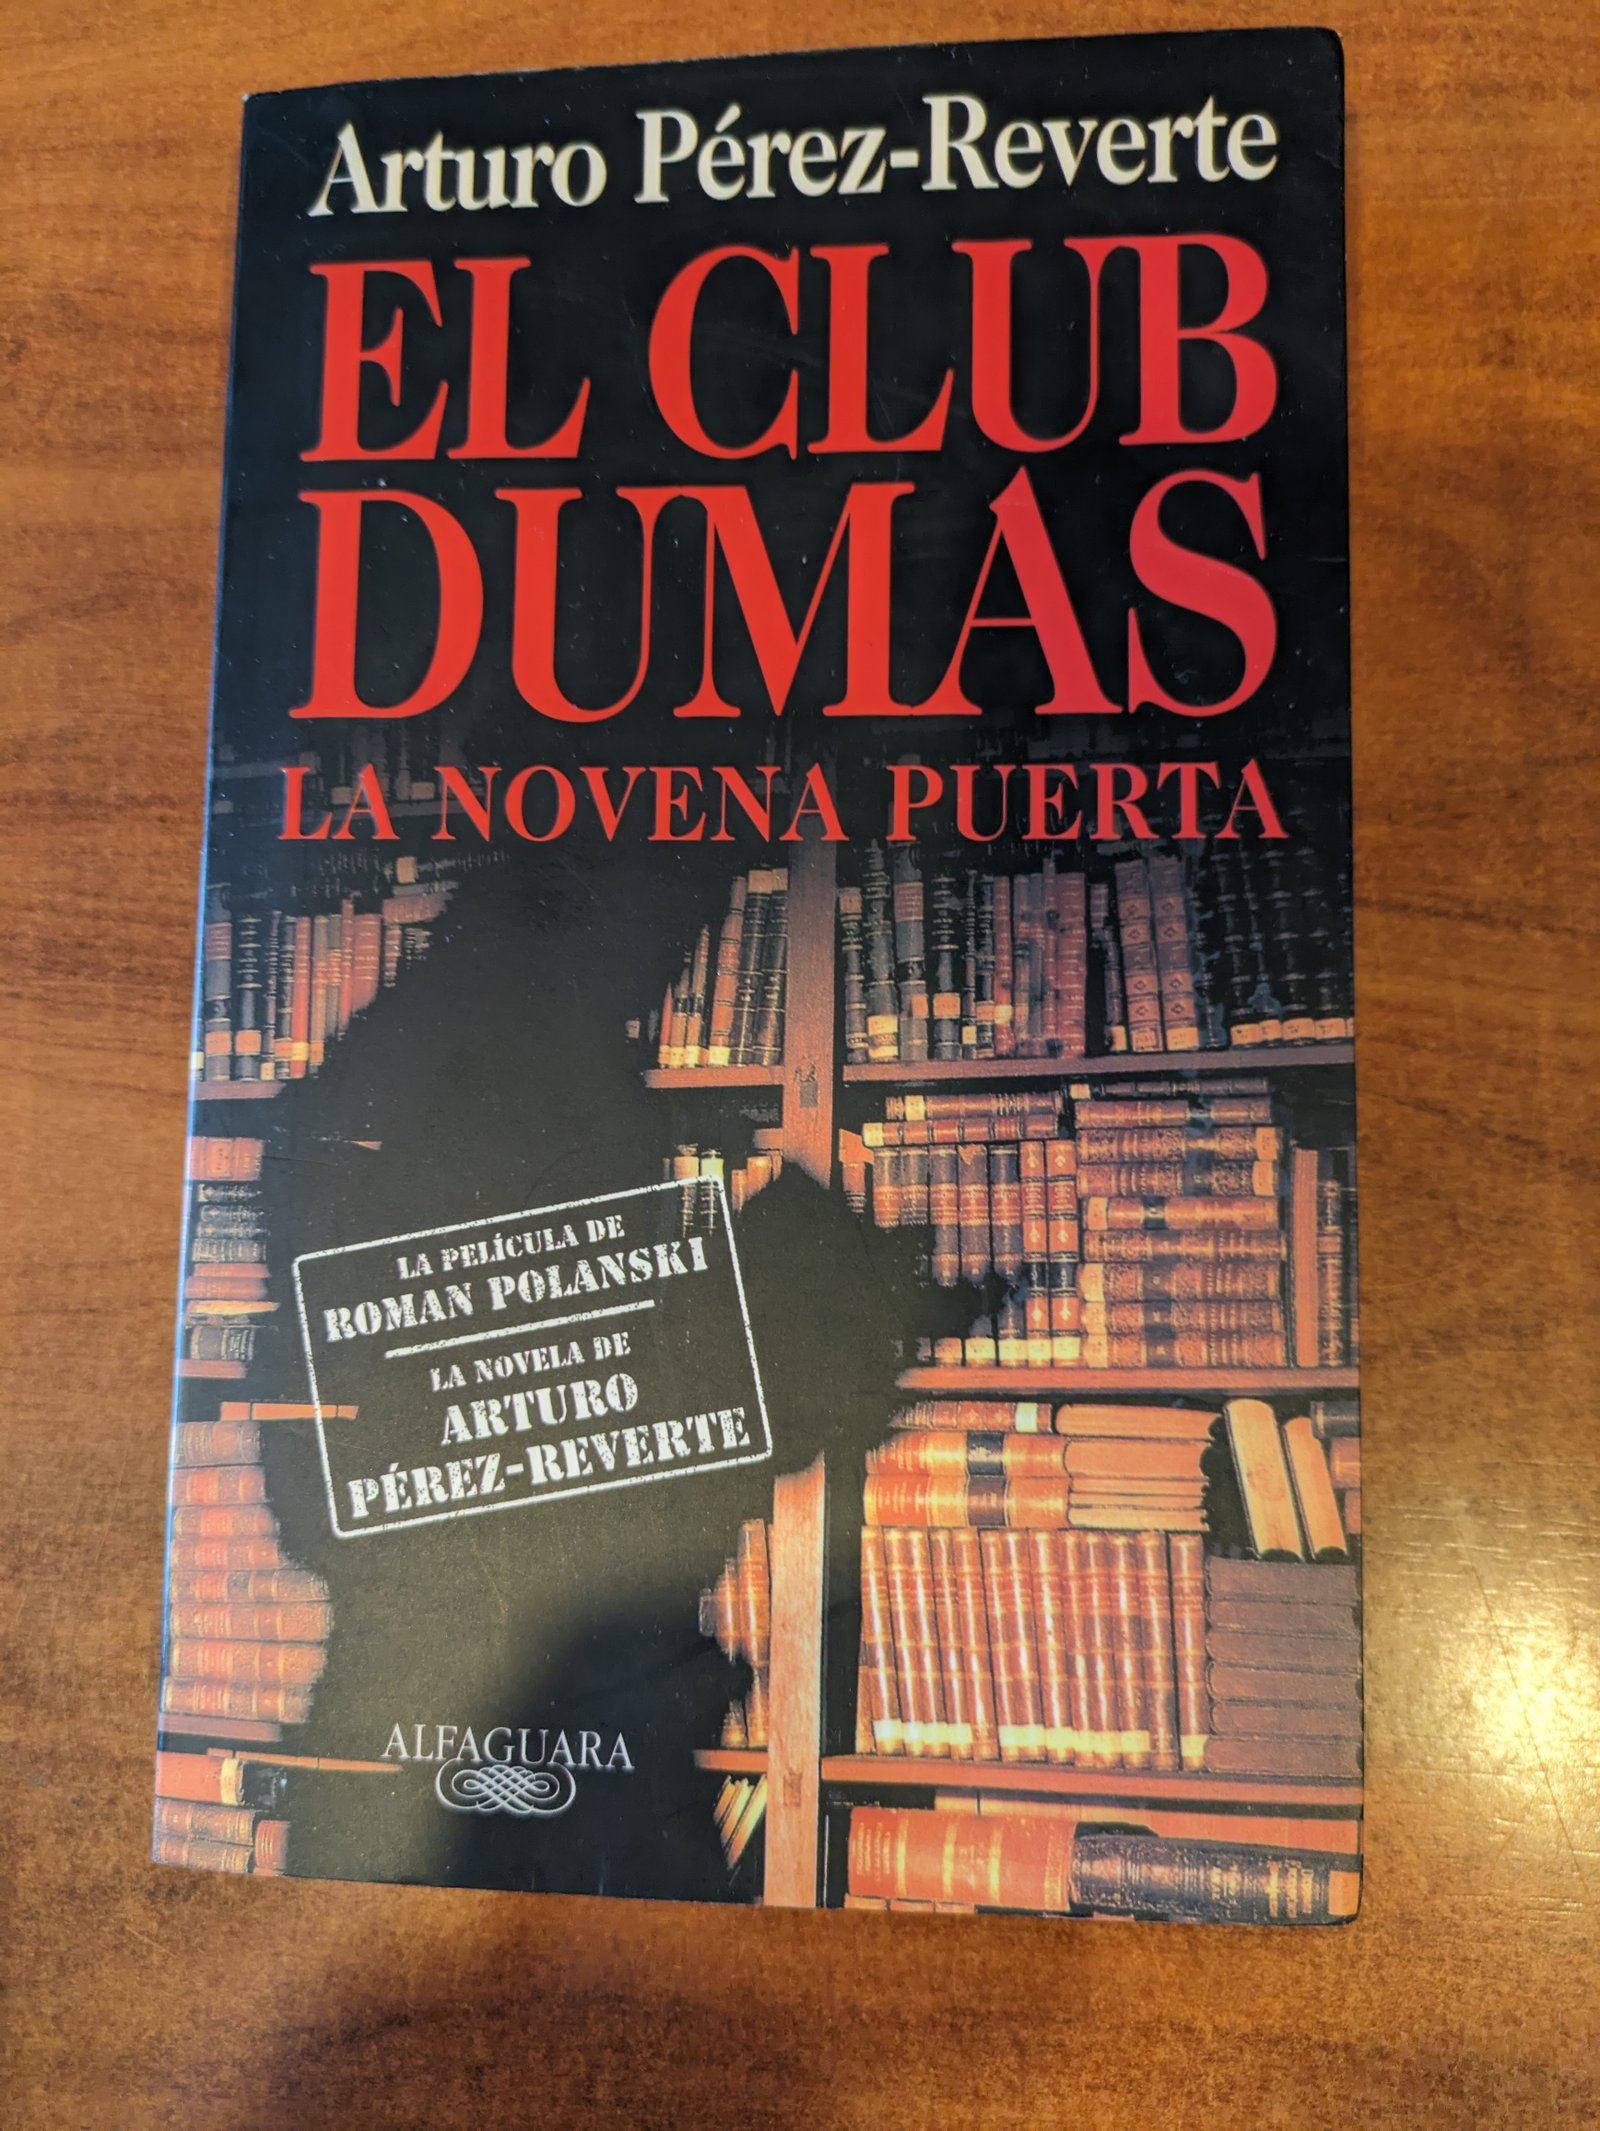 Arturo Pérez-Reverte
EL CLUB
DUMAS
LA NOVENA PUERTA
LA PELÍCULA DE
ROMAN POLANSKI
LA NOVELA DE
ARTURO
PÉREZ-REVERTE
ALFAGUARA